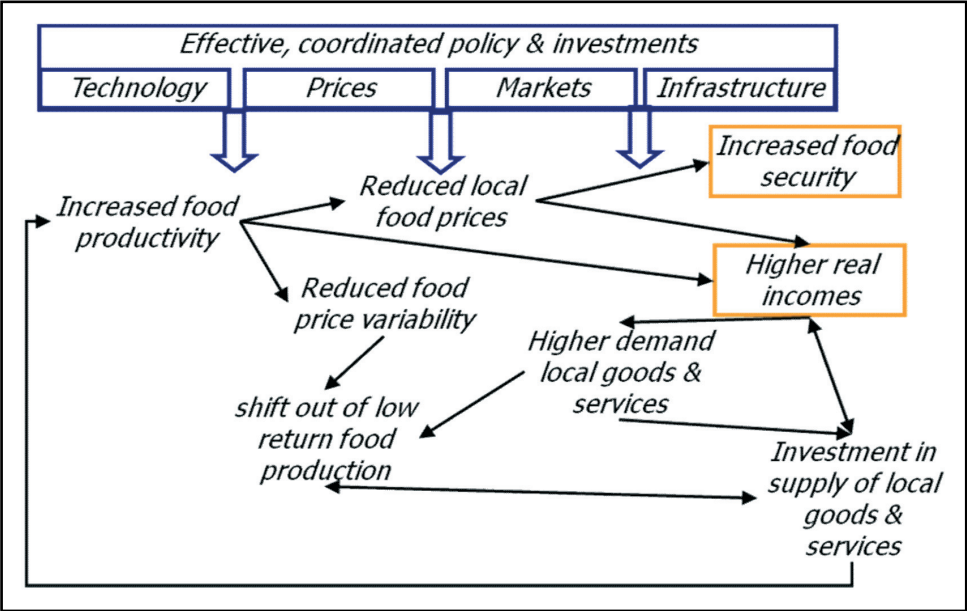 Effective, coordinated policy & investments
Technology
Prices
Markets
Infrastructure
Increased food
security
Reduced local
food prices
Increased food
productivity
Higher real
incomes
Reduced food
price variability
Higher demand
local goods &
services
shift out of low
return food
production
Investment in
supply of local
goods &
services